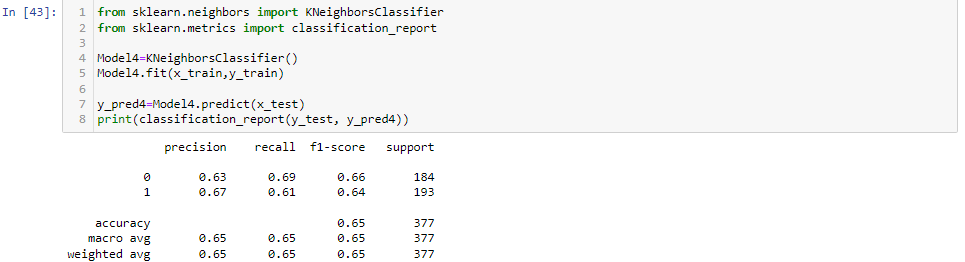 In [43]:
1 from sklearn.neighbors import KNeighborsClassifier
2 from sklearn.metrics import classification_report
3
4 Model4=KNeighborsClassifier()
5 Model4.fit(x_train,y_train)
6
7 y_pred4=Model4.predict(x_test)
8 print(classification_report(y_test, y_pred4))
precision recall f1-score support
0 0.63 0.69 0.66 184
1 0.67 0.61 0.64 193
accuracy 0.65 377
macro avg 0.65 0.65 0.65 377
weighted avg 0.65 0.65 0.65 377